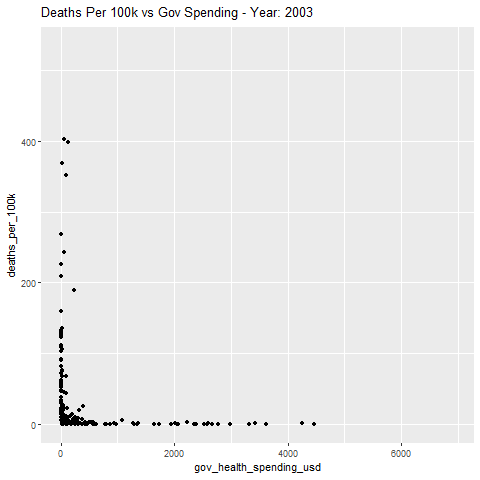 Deaths Per 100k vs Gov Spending - Year: 2003
400
200
0
deaths_per_100k
0 2000 4000 6000
gov_health_spending_usd